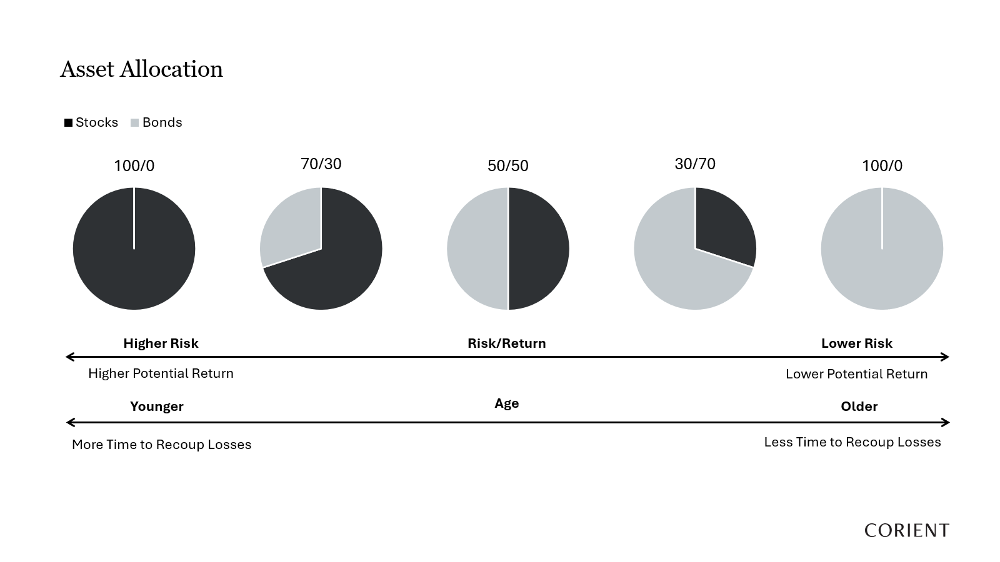 Asset Allocation
Stocks Bonds
100/0 70/30 50/50 30/70 100/0
Higher Risk Risk/Return Lower Risk
Higher Potential Return Lower Potential Return
Younger Age Older
More Time to Recoup Losses Less Time to Recoup Losses
CORIENT